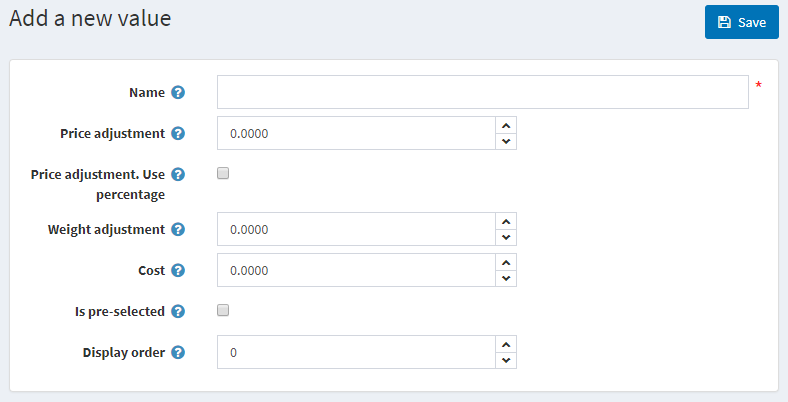 Add a new value
Save
Name ?
*
Price adjustment ?
0.0000
Price adjustment. Use ?
percentage
Weight adjustment ?
0.0000
Cost ?
0.0000
Is pre-selected ?
Display order ?
0